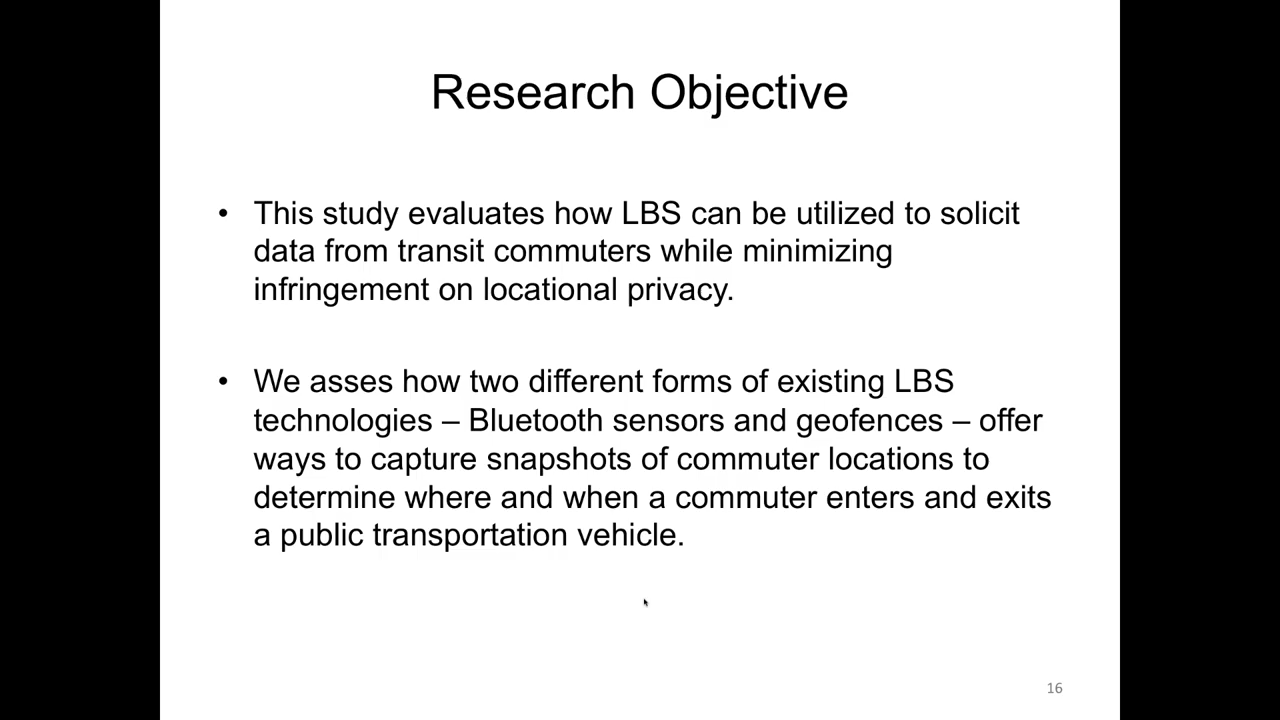 Research Objective
• This study evaluates how LBS can be utilized to solicit
data from transit commuters while minimizing
infringement on locational privacy.
• We asses how two different forms of existing LBS
technologies – Bluetooth sensors and geofences – offer
ways to capture snapshots of commuter locations to
determine where and when a commuter enters and exits
a public transportation vehicle.
16